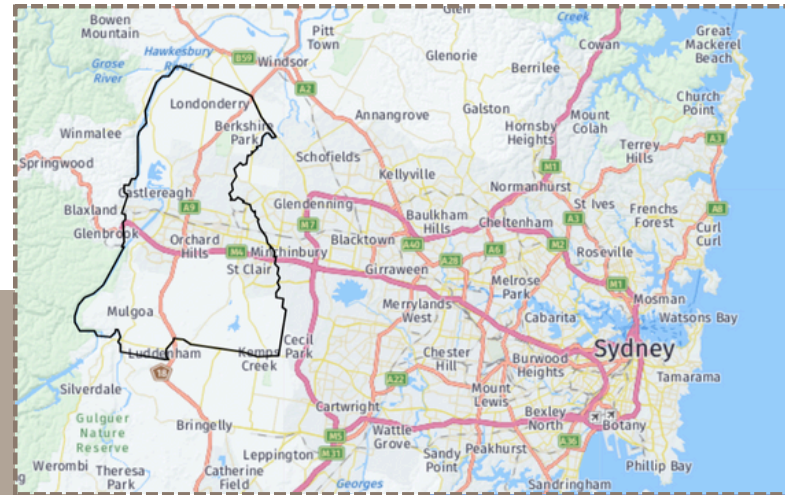 Bowen
Mountain
Pitt
Town
Glen
Creek
Cowan
Great
Mackerel
Beach
Hawkesbury
River
Grose
River
B59
Windsor
Glenorie
Berrilee
A2
Londonderry
Annangrove
Galston
Church
Point
Berkshire
Park
Hornsby
Heights
Mount
Colah
Winmalee
Terrey
Hills
A3
Springwood
Schofields
Kellyville
M1
Normanhurst
Castlereagh
A9
Glendenning
Baulkham
Hills
Cheltenham
A3
St Ives
Frenchs
Forest
A8
Blaxland
M7
Curl
Curl
Glenbrook
Orchard
Hills
M4
Minchinbury
Blacktown
A40
A28
A6
M2
Roseville
St Clair
Girraween
Melrose
Park
M1
Mosman
Mulgoa
Merrylands
West
Cabarita
Watsons Bay
Cecil
Park
Sydney
Luddenham
Kemps
Creek
Chester
Hill
Burwood
Heights
Tamarama
Silverdale
A22
Mount
Lewis
Gulguer
Nature
Reserve
Cartwright
Bexley
North
Botany
Bringelly
M5
Wattle
Grove
A36
Leppington
M31
Sandy
Point
Peakhurst
Phillip Bay
Werombi
Theresa
Park
Catherine
Field
Georges
Sandringham